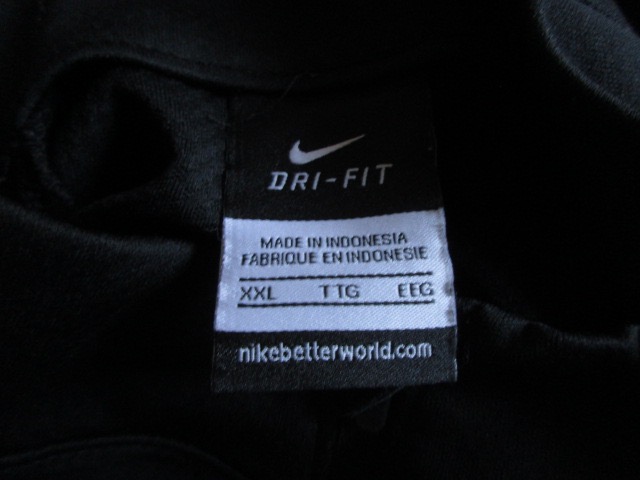 DRI-FIT
MADE IN INDONESIA
FABRIQUE EN INDONESIE
XXL TTG EEG
nikebetterworld.com